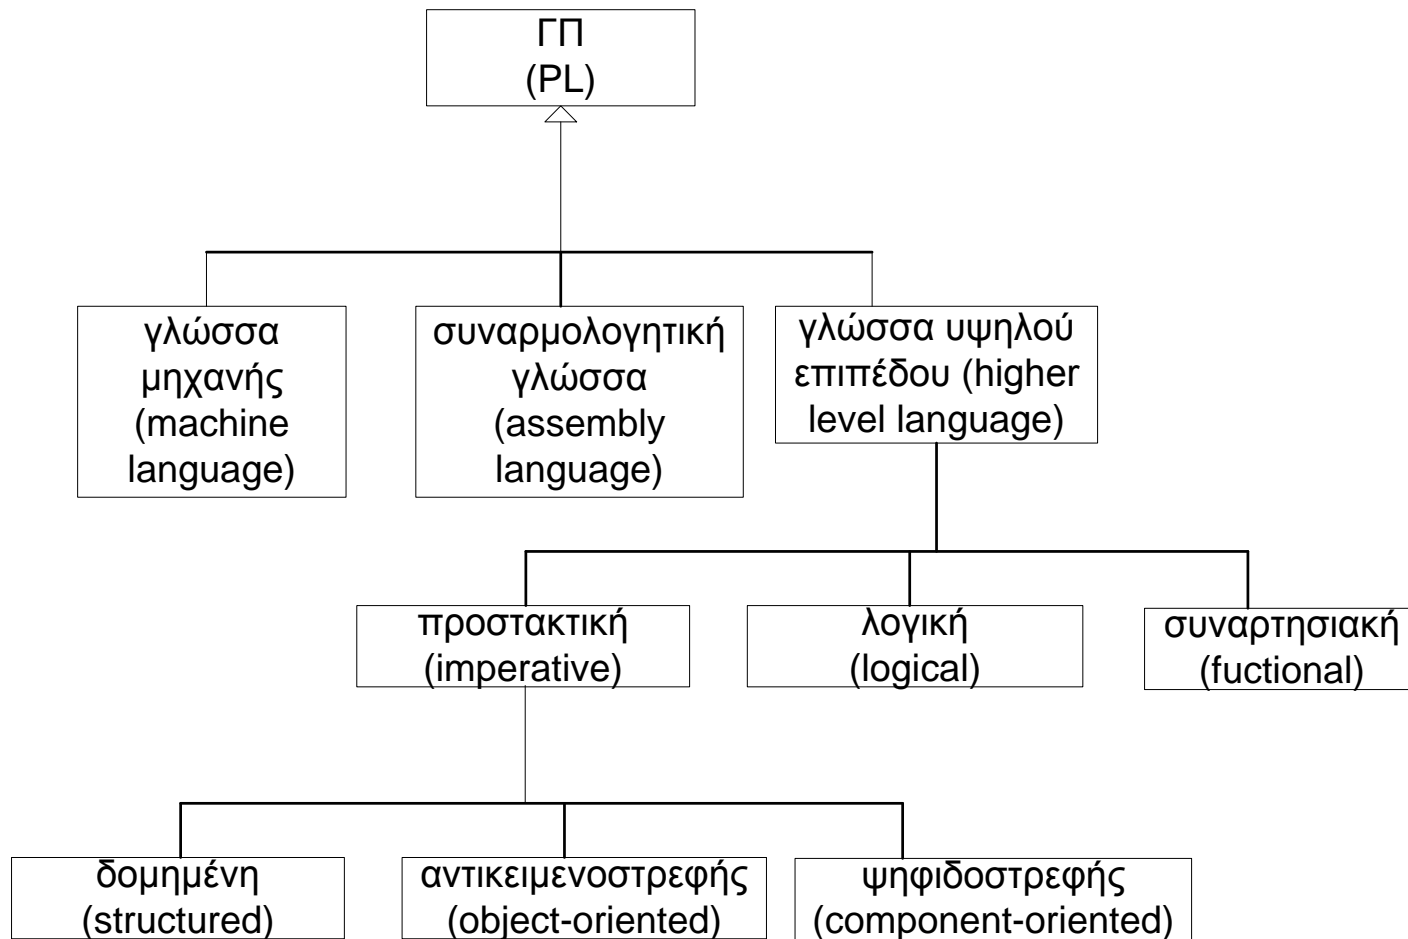 ΓΠ
(PL)
γλώσσα
μηχανής
(machine
language)
συναρμολογητική
γλώσσα
(assembly
language)
γλώσσα υψηλού
επιπέδου (higher
level language)
προστακτική
(imperative)
λογική
(logical)
συναρτησιακή
(fuctional)
δομημένη
(structured)
αντικειμενοστρεφής
(object-oriented)
ψηφιδοστρεφής
(component-oriented)